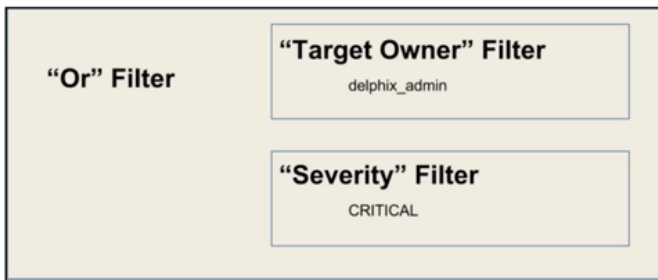 “Or” Filter
“Target Owner” Filter
delphix_admin
“Severity” Filter
CRITICAL